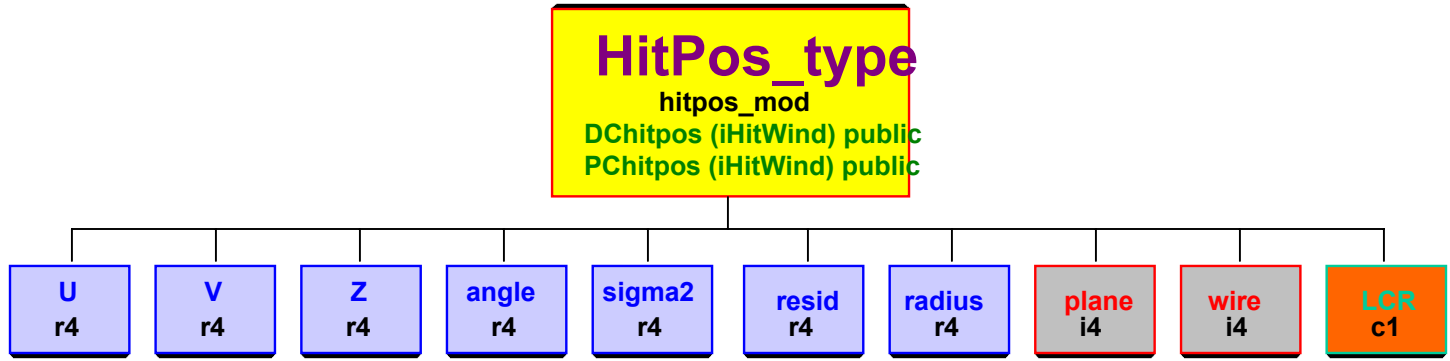 HitPos_type
hitpos_mod
DChitpos (iHitWind) public
PChitpos (iHitWind) public
U
r4
V
r4
Z
r4
angle
r4
sigma2
r4
resid
r4
radius
r4
plane
i4
wire
i4
LCR
c1